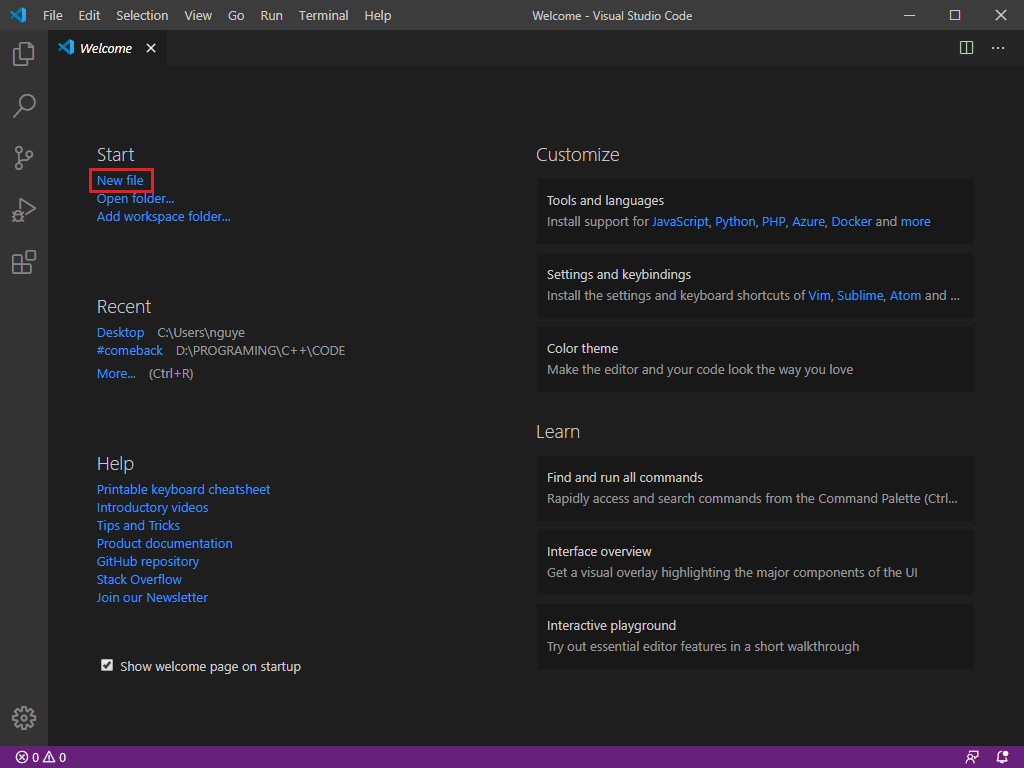 File Edit Selection View Go Run Terminal Help Welcome - Visual Studio Code
Welcome
Start
New file
Open folder...
Add workspace folder...
Recent
Desktop C:\Users\nguye
#comeback D:\PROGRAMING\C++\CODE
More... (Ctrl+R)
Help
Printable keyboard cheatsheet
Introductory videos
Tips and Tricks
Product documentation
GitHub repository
Stack Overflow
Join our Newsletter
Show welcome page on startup
Customize
Tools and languages
Install support for JavaScript, Python, PHP, Azure, Docker and more
Settings and keybindings
Install the settings and keyboard shortcuts of Vim, Sublime, Atom and ...
Color theme
Make the editor and your code look the way you love
Learn
Find and run all commands
Rapidly access and search commands from the Command Palette (Ctrl...
Interface overview
Get a visual overlay highlighting the major components of the UI
Interactive playground
Try out essential editor features in a short walkthrough
0 0